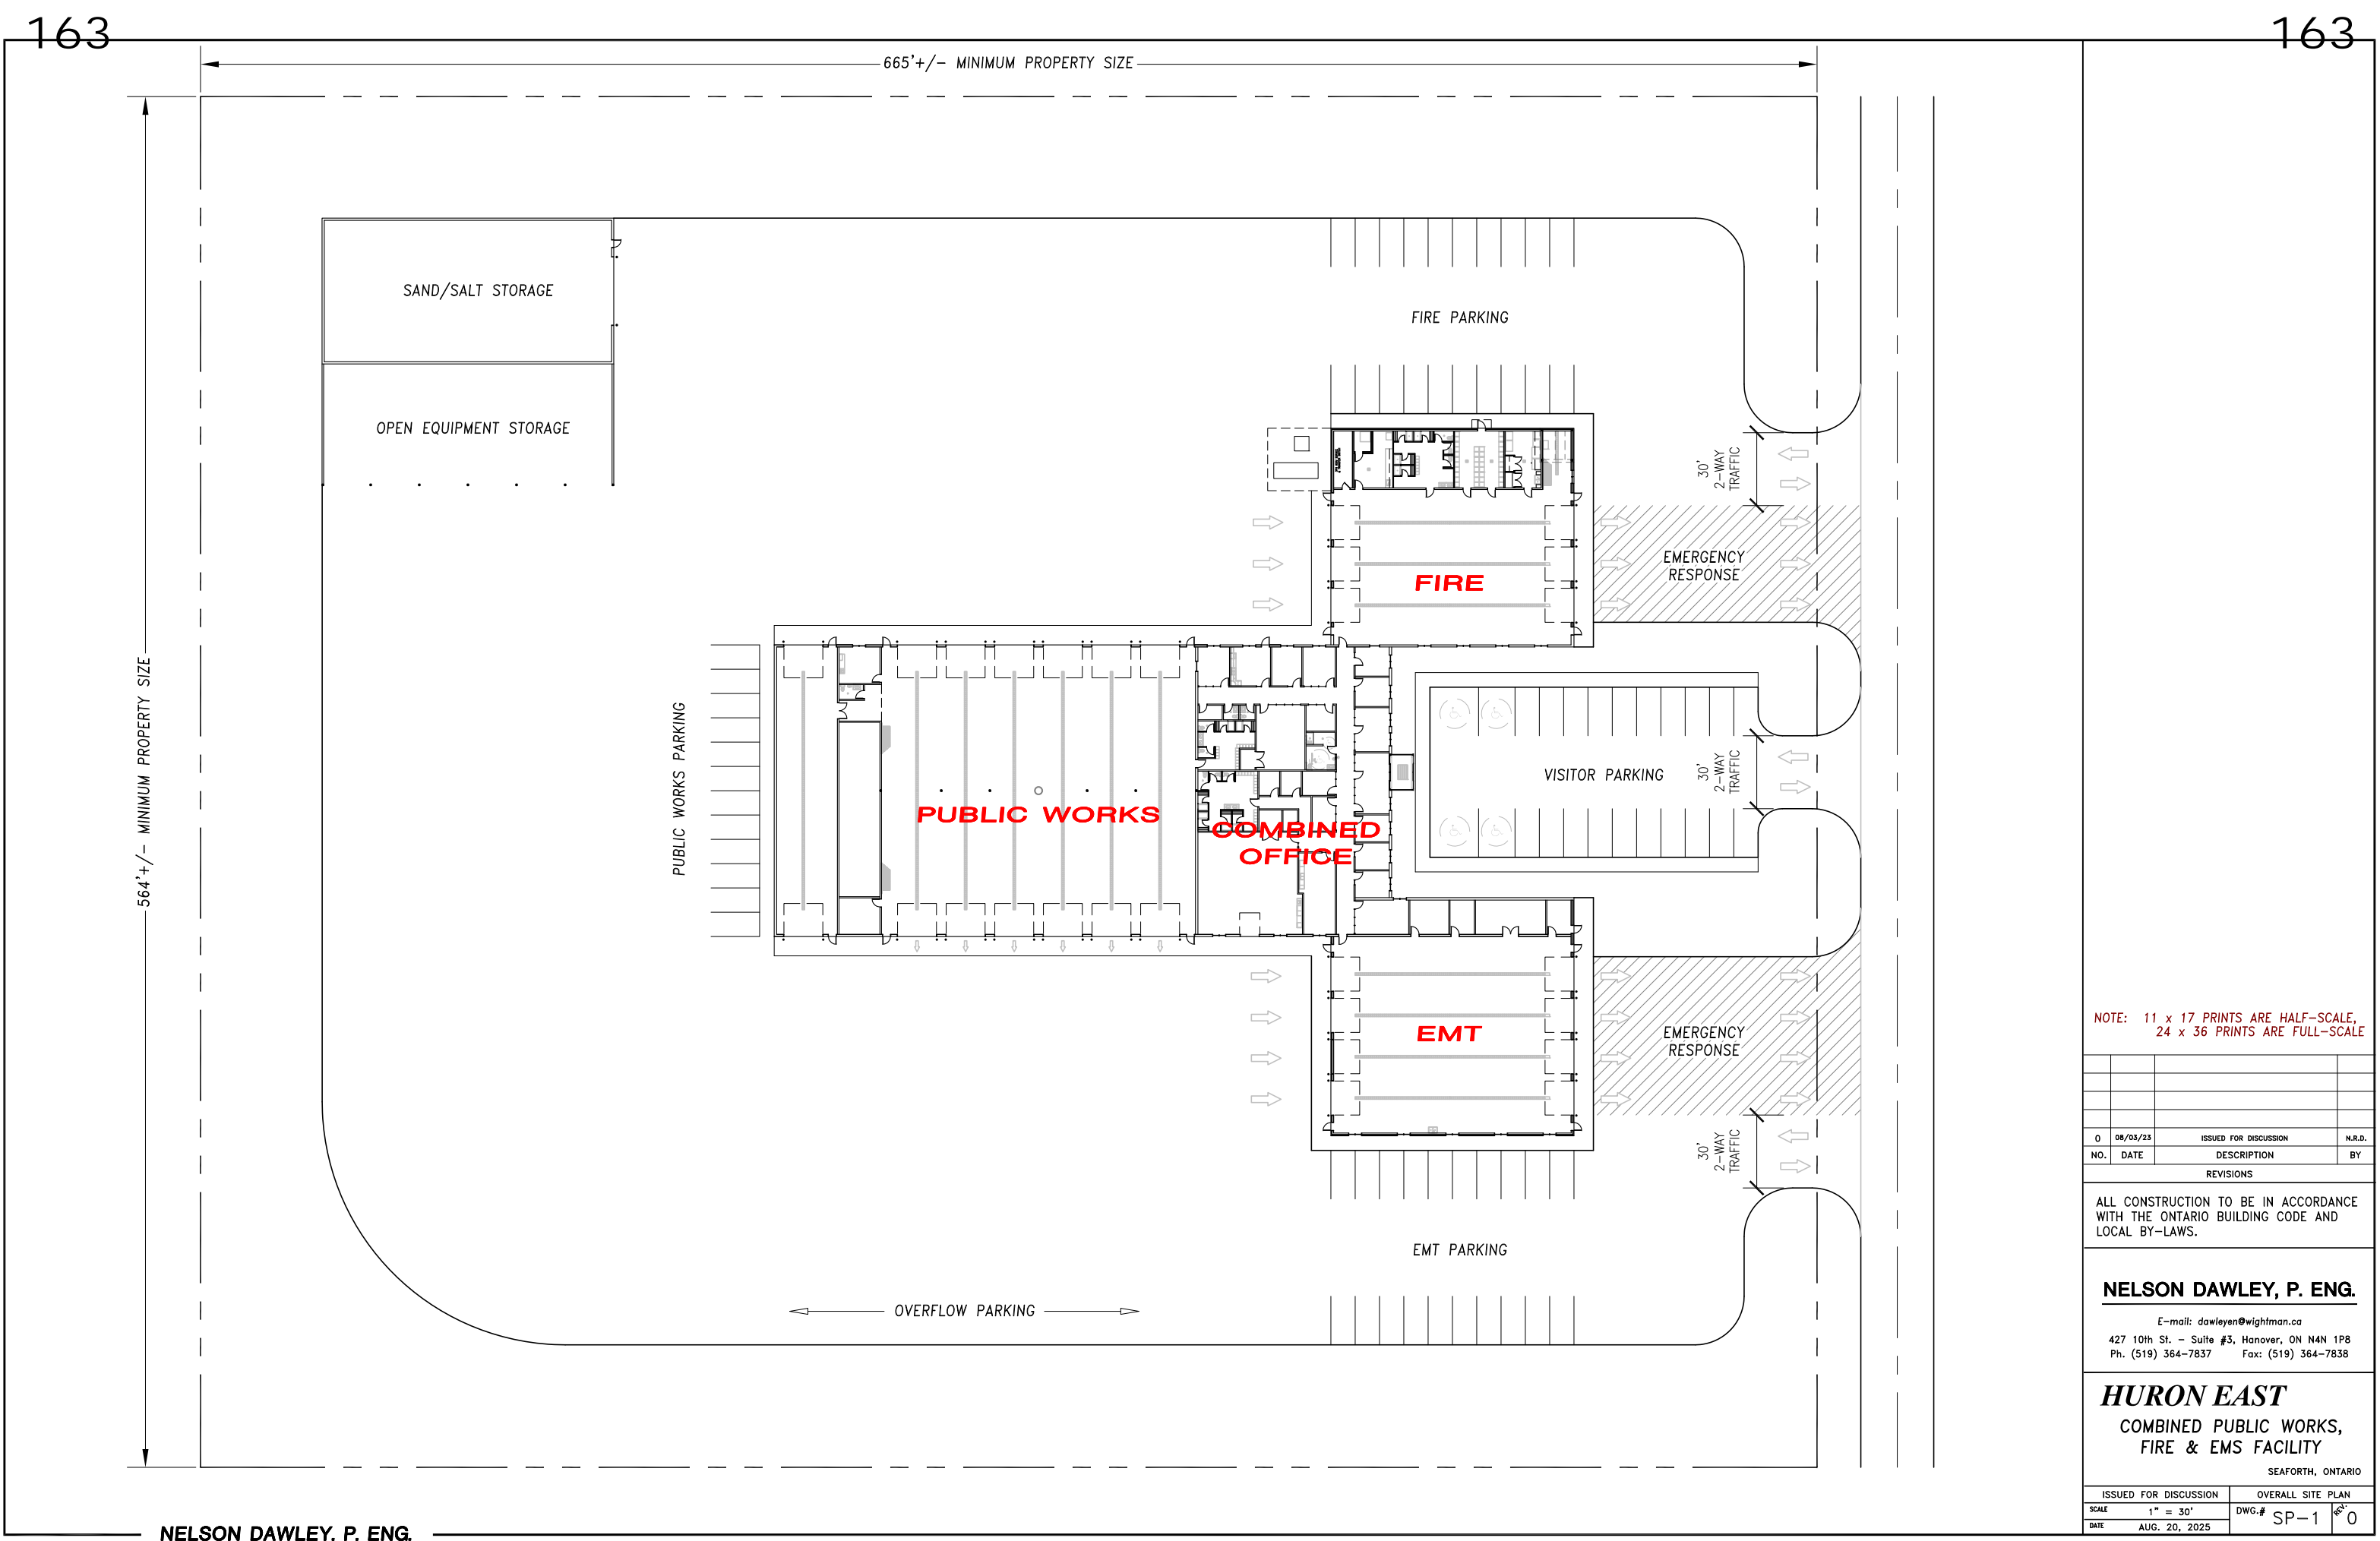 163
163
665'+/- MINIMUM PROPERTY SIZE
564'+/- MINIMUM PROPERTY SIZE
SAND/SALT STORAGE
OPEN EQUIPMENT STORAGE
FIRE PARKING
30'
2-WAY
TRAFFIC
EMERGENCY
RESPONSE
FIRE
PUBLIC WORKS PARKING
PUBLIC WORKS
COMBINED
OFFICE
VISITOR PARKING
30'
2-WAY
TRAFFIC
EMT
EMERGENCY
RESPONSE
30'
2-WAY
TRAFFIC
EMT PARKING
OVERFLOW PARKING
NOTE: 11 x 17 PRINTS ARE HALF-SCALE,
24 x 36 PRINTS ARE FULL-SCALE
0 08/03/23 ISSUED FOR DISCUSSION N.R.D.
NO. DATE DESCRIPTION BY
REVISIONS
ALL CONSTRUCTION TO BE IN ACCORDANCE
WITH THE ONTARIO BUILDING CODE AND
LOCAL BY-LAWS.
NELSON DAWLEY, P. ENG.
E-mail: dawleyen@wightman.ca
427 10th St. - Suite #3, Hanover, ON N4N 1P8
Ph. (519) 364-7837 Fax: (519) 364-7838
HURON EAST
COMBINED PUBLIC WORKS,
FIRE & EMS FACILITY
SEAFORTH, ONTARIO
ISSUED FOR DISCUSSION OVERALL SITE PLAN
SCALE 1" = 30' DWG.# SP-1 REV. 0
DATE AUG. 20, 2025
NELSON DAWLEY, P. ENG.